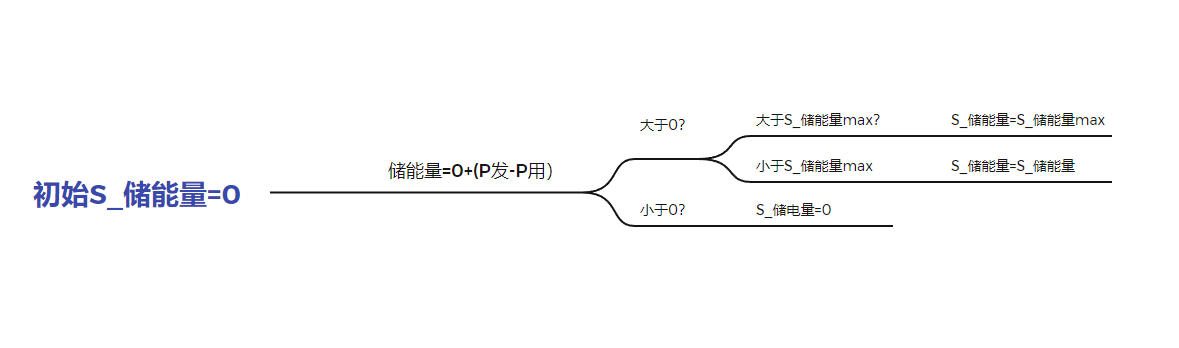 初始S_储能量=0
储能量=0+(P发-P用）
大于0？
大于S_储能量max？
S_储能量=S_储能量max
小于S_储能量max
S_储能量=S_储能量
小于0？
S_储电量=0